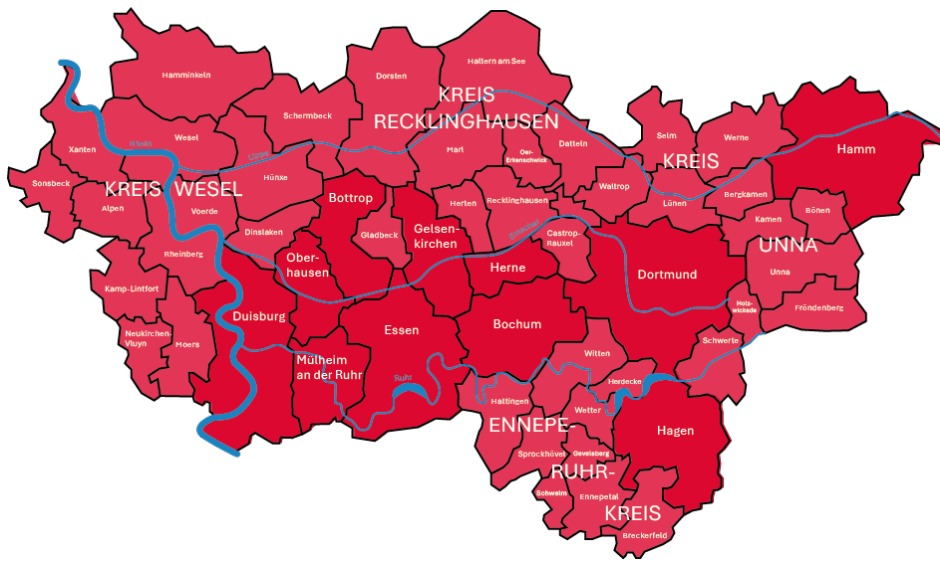 Hamminkeln
Dorsten
Haltern am See
KREIS
RECKLINGHAUSEN
Schermbeck
Wesel
Rhein
Lippe
Xanten
Marl
Oer-
Erkenschwick
Datteln
Selm
Werne
KREIS
Hamm
Sonsbeck
KREIS WESEL
Hünxe
Waltrop
Bergkamen
Alpen
Voerde
Bottrop
Herten
Recklinghausen
Lünen
Kamen
Bönen
Dinslaken
Gladbeck
Gelsen-
kirchen
Emscher
Castrop-
Rauxel
UNNA
Rheinberg
Ober-
hausen
Herne
Dortmund
Unna
Kamp-Lintfort
Holz-
wickede
Fröndenberg
Duisburg
Essen
Bochum
Neukirchen-
Vluyn
Moers
Schwerte
Witten
Mülheim
an der Ruhr
Ruhr
Herdecke
Hattingen
Wetter
ENNEPE-
Hagen
Sprockhövel
Gevelsberg
RUHR-
Schwelm
Ennepetal
KREIS
Breckerfeld